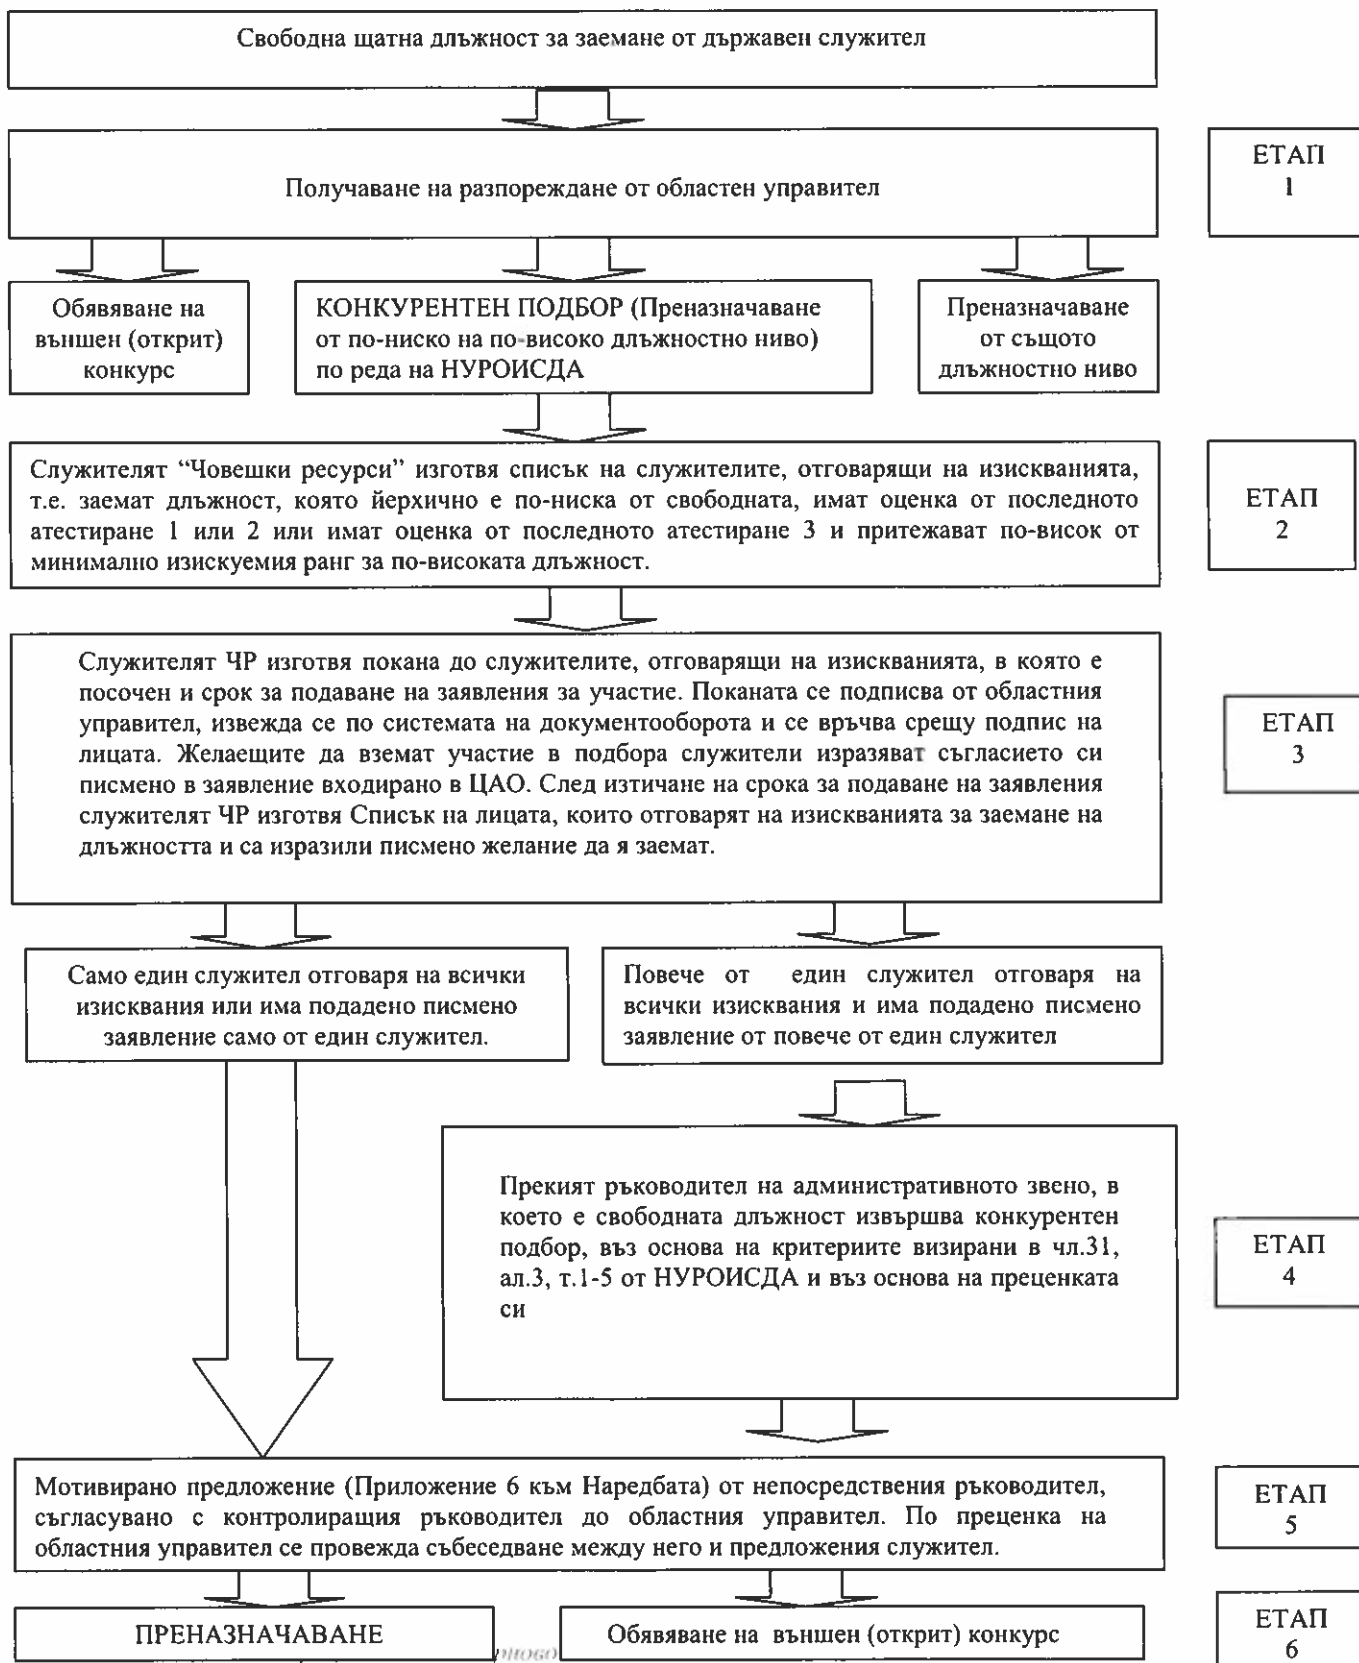 Свободна щатна длъжност за заемане от държавен служител
Получаване на разпореждане от областен управител
ЕТАП
1
Обявяване на
външен (открит)
конкурс
КОНКУРЕНТЕН ПОДБОР (Преназначаване
от по-ниско на по-високо длъжностно ниво)
по реда на НУРОИСДА
Преназначаване
от същото
длъжностно ниво
Служителят “Човешки ресурси” изготвя списък на служителите, отговарящи на изискванията,
т.е. заемат длъжност, която йерхично е по-ниска от свободната, имат оценка от последното
атестиране 1 или 2 или имат оценка от последното атестиране 3 и притежават по-висок от
минимално изискуемия ранг за по-високата длъжност.
ЕТАП
2
Служителят ЧР изготвя покана до служителите, отговарящи на изискванията, в която е
посочен и срок за подаване на заявления за участие. Поканата се подписва от областния
управител, извежда се по системата на документооборота и се връчва срещу подпис на
лицата. Желаещите да вземат участие в подбора служители изразяват съгласието си
писмено в заявление входирано в ЦАО. След изтичане на срока за подаване на заявления
служителят ЧР изготвя Списък на лицата, които отговарят на изискванията за заемане на
длъжността и са изразили писмено желание да я заемат.
ЕТАП
3
Само един служител отговаря на всички
изисквания или има подадено писмено
заявление само от един служител.
Повече от един служител отговаря на
всички изисквания и има подадено писмено
заявление от повече от един служител
Прекият ръководител на административното звено, в
което е свободната длъжност извършва конкурентен
подбор, въз основа на критериите визирани в чл.31,
ал.3, т.1-5 от НУРОИСДА и въз основа на преценката
си
ЕТАП
4
Мотивирано предложение (Приложение 6 към Наредбата) от непосредствения ръководител,
съгласувано с контролиращия ръководител до областния управител. По преценка на
областния управител се провежда събеседване между него и предложения служител.
ЕТАП
5
ПРЕНАЗНАЧАВАНЕ
Обявяване на външен (открит) конкурс
ЕТАП
6